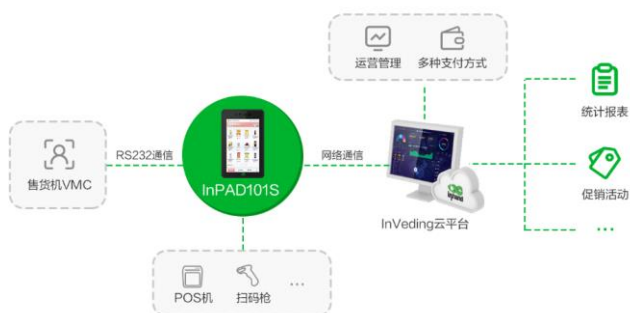 运营管理
多种支付方式
统计报表
RS232通信
网络通信
售货机VMC
InPAD101S
促销活动
InVeding云平台
...
POS机
扫码枪
...